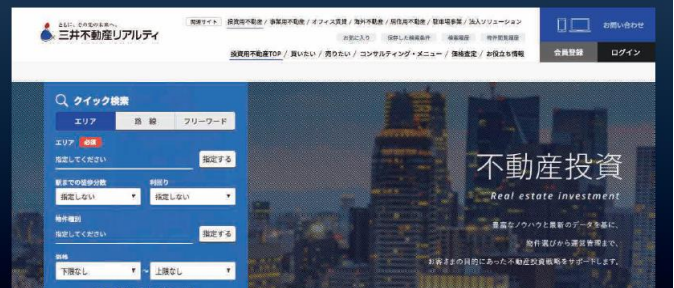 ともに、その先の未来へ。
三井不動産リアルティ
関連サイト 投資用不動産 / 事業用不動産 / オフィス賃貸 / 海外不動産 / 居住用不動産 / 駐車場事業 / 法人ソリューション
お気に入り 保存した検索条件 検索履歴 物件閲覧履歴
投資用不動産TOP / 買いたい / 売りたい / コンサルティング・メニュー / 価格査定 / お役立ち情報
お問い合わせ
会員登録 ログイン
クイック検索
エリア 路線 フリーワード
エリア 必須
指定してください 指定する
駅までの徒歩分数 利回り
指定しない 指定しない
物件種別
指定してください 指定する
価格
下限なし ~ 上限なし
不動産投資
Real estate investment
豊富なノウハウと最新のデータを基に、
物件選びから運営管理まで、
お客さまの目的にあった不動産投資戦略をサポートします。